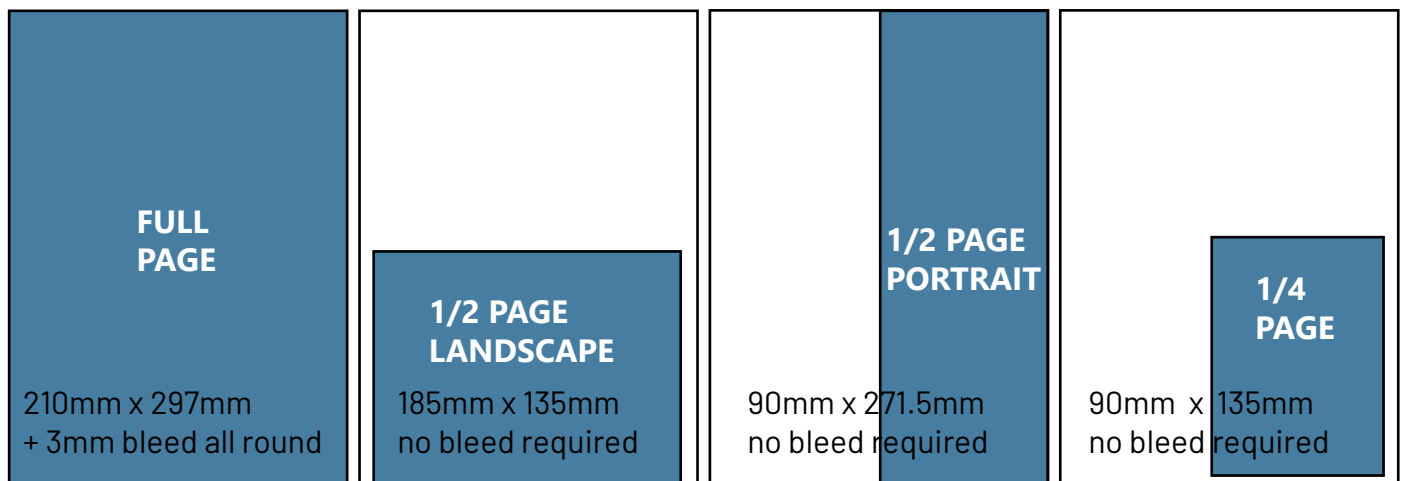 FULL
PAGE
210mm x 297mm
+ 3mm bleed all round
1/2 PAGE
LANDSCAPE
185mm x 135mm
no bleed required
1/2 PAGE
PORTRAIT
90mm x 271.5mm
no bleed required
1/4
PAGE
90mm x 135mm
no bleed required